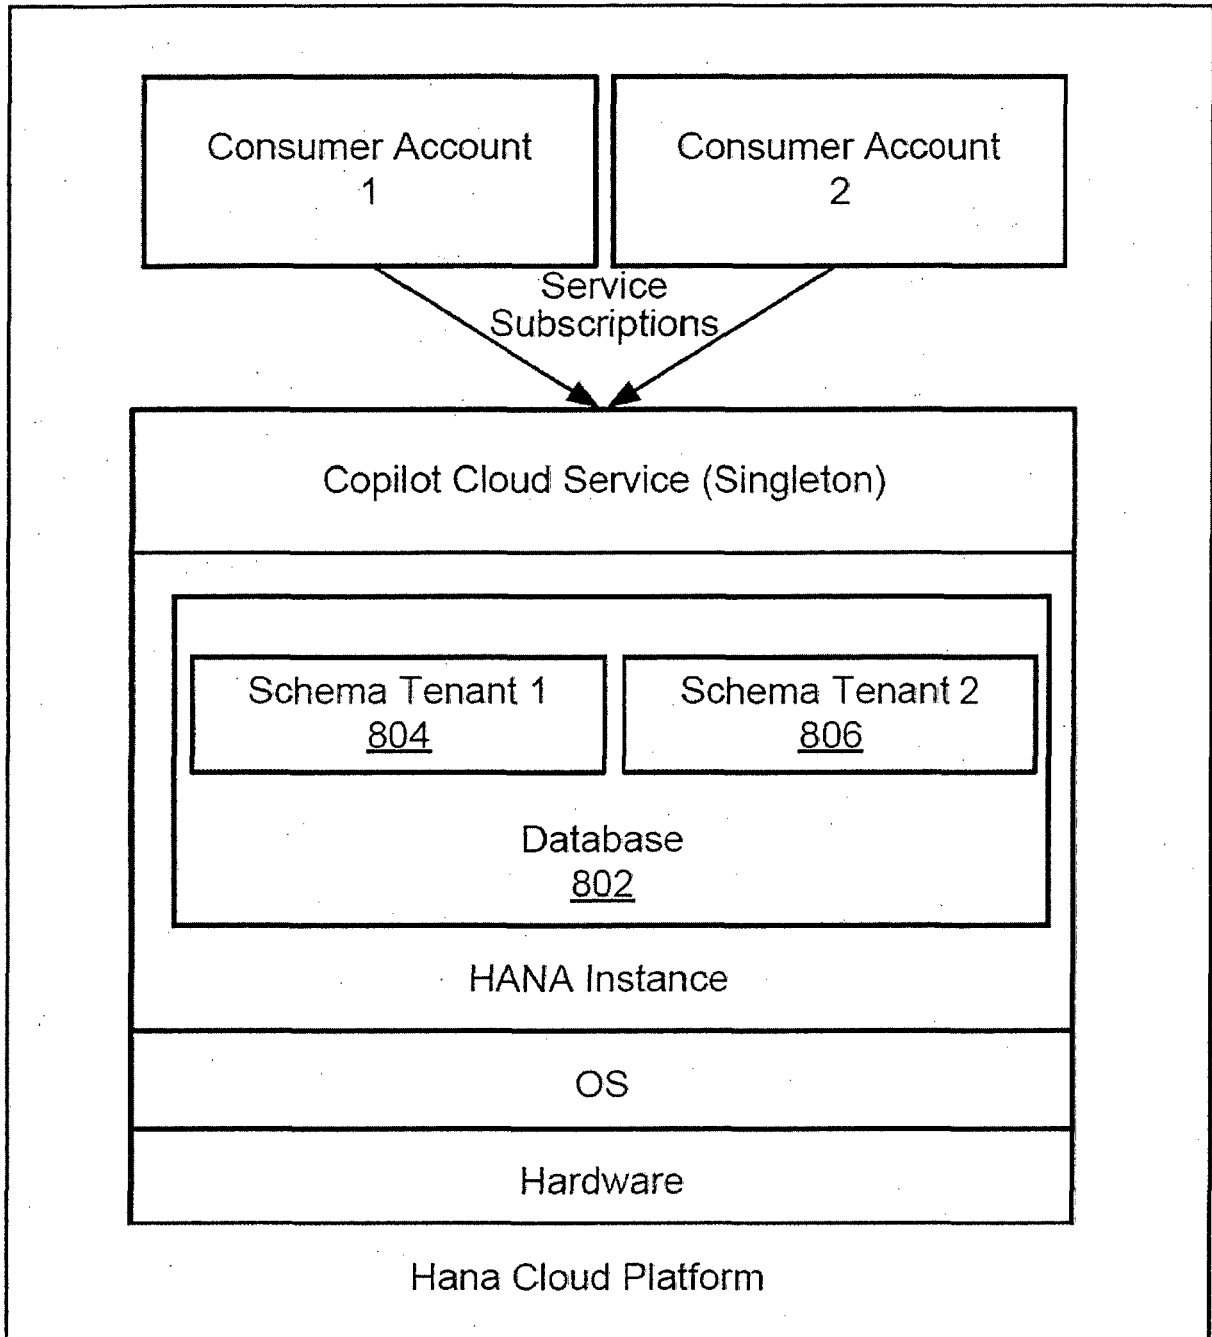 Consumer Account
1
Consumer Account
2
Service
Subscriptions
Copilot Cloud Service (Singleton)
Schema Tenant 1
804
Schema Tenant 2
806
Database
802
HANA Instance
OS
Hardware
Hana Cloud Platform